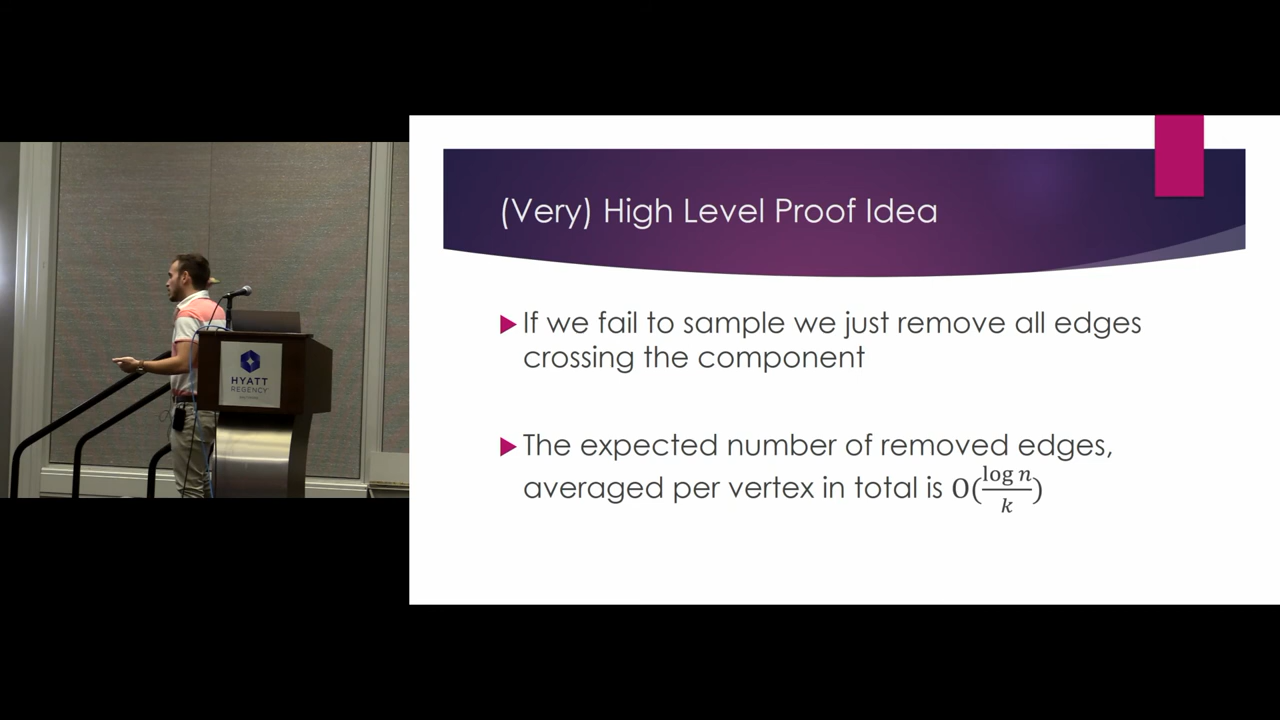 (Very) High Level Proof Idea
If we fail to sample we just remove all edges
crossing the component
The expected number of removed edges,
averaged per vertex in total is O(log n / k)
HYATT
REGENCY